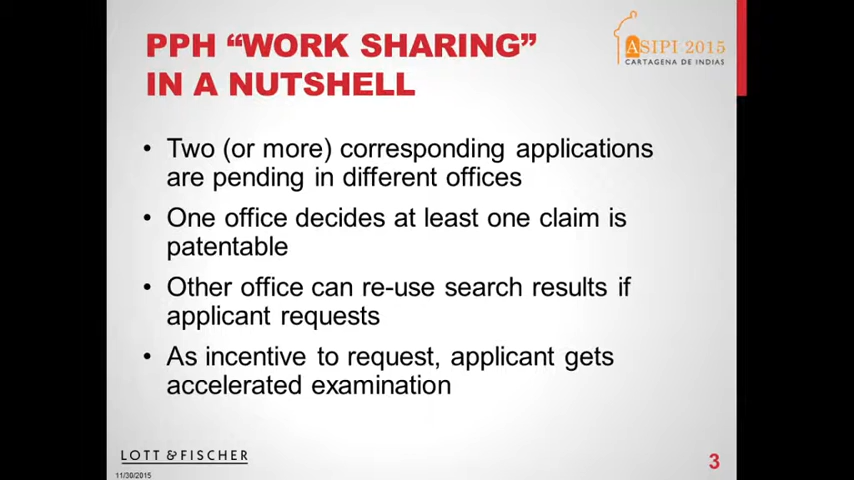 PPH “WORK SHARING”
IN A NUTSHELL
ASIPI 2015
CARTAGENA DE INDIAS
• Two (or more) corresponding applications
are pending in different offices
• One office decides at least one claim is
patentable
• Other office can re-use search results if
applicant requests
• As incentive to request, applicant gets
accelerated examination
LOTT & FISCHER
3
11/30/2015